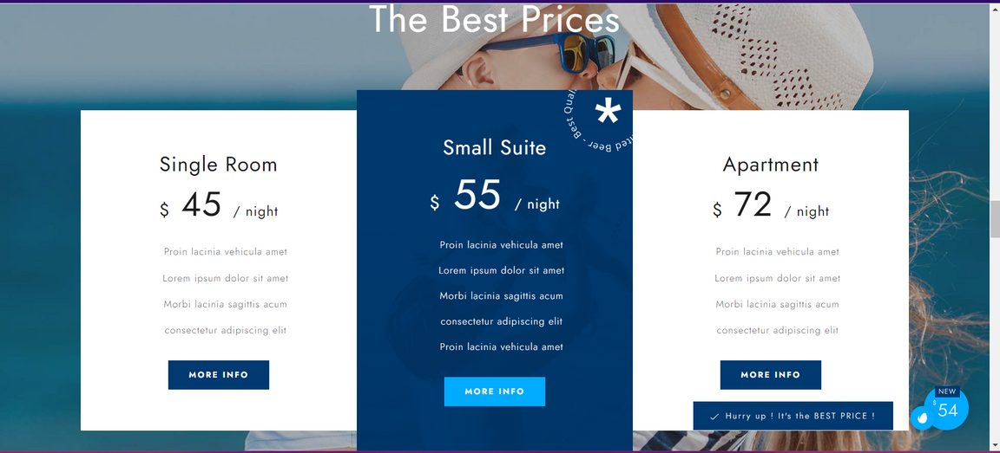 The Best Prices
Single Room
$ 45 / night
Proin lacinia vehicula amet
Lorem ipsum dolor sit amet
Morbi lacinia sagittis acum
consectetur adipiscing elit
MORE INFO
Small Suite
$ 55 / night
Proin lacinia vehicula amet
Lorem ipsum dolor sit amet
Morbi lacinia sagittis acum
consectetur adipiscing elit
Proin lacinia vehicula amet
MORE INFO
*
Beer - Best
Apartment
$ 72 / night
Proin lacinia vehicula amet
Lorem ipsum dolor sit amet
Morbi lacinia sagittis acum
consectetur adipiscing elit
MORE INFO
Hurry up ! It's the BEST PRICE !
NEW
$ 54